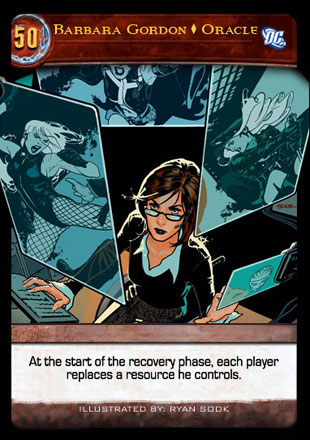 50
BARBARA GORDON ♦ ORACLE
DC
At the start of the recovery phase, each player
replaces a resource he controls.
ILLUSTRATED BY: RYAN SOOK